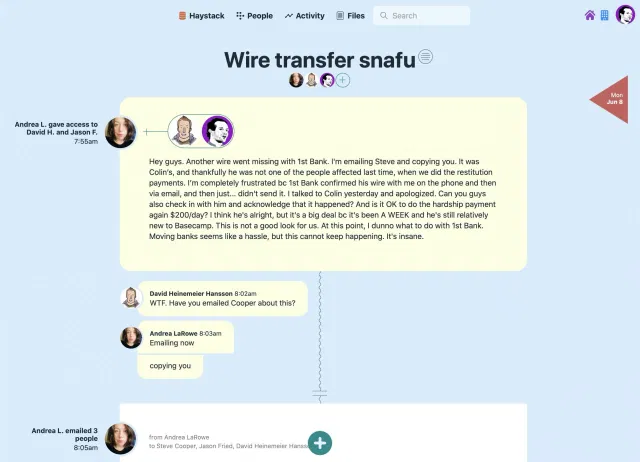 Haystack People Activity Files Search
Wire transfer snafu
Mon
Jun 8
Andrea L. gave access to
David H. and Jason F.
7:55am
Hey guys. Another wire went missing with 1st Bank. I'm emailing Steve and copying you. It was
Colin's, and thankfully he was not one of the people affected last time, when we did the restitution
payments. I'm completely frustrated bc 1st Bank confirmed his wire with me on the phone and then
via email, and then just... didn't send it. I talked to Colin yesterday and apologized. Can you guys
also check in with him and acknowledge that it happened? And is it OK to do the hardship payment
again $200/day? I think he's alright, but it's a big deal bc it's been A WEEK and he's still relatively
new to Basecamp. This is not a good look for us. At this point, I dunno what to do with 1st Bank.
Moving banks seems like a hassle, but this cannot keep happening. It's insane.
David Heinemeier Hansson 8:02am
WTF. Have you emailed Cooper about this?
Andrea LaRowe 8:03am
Emailing now
copying you
Andrea L. emailed 3
people
8:05am
from Andrea LaRowe
to Steve Cooper, Jason Fried, David Heinemeier Hanss